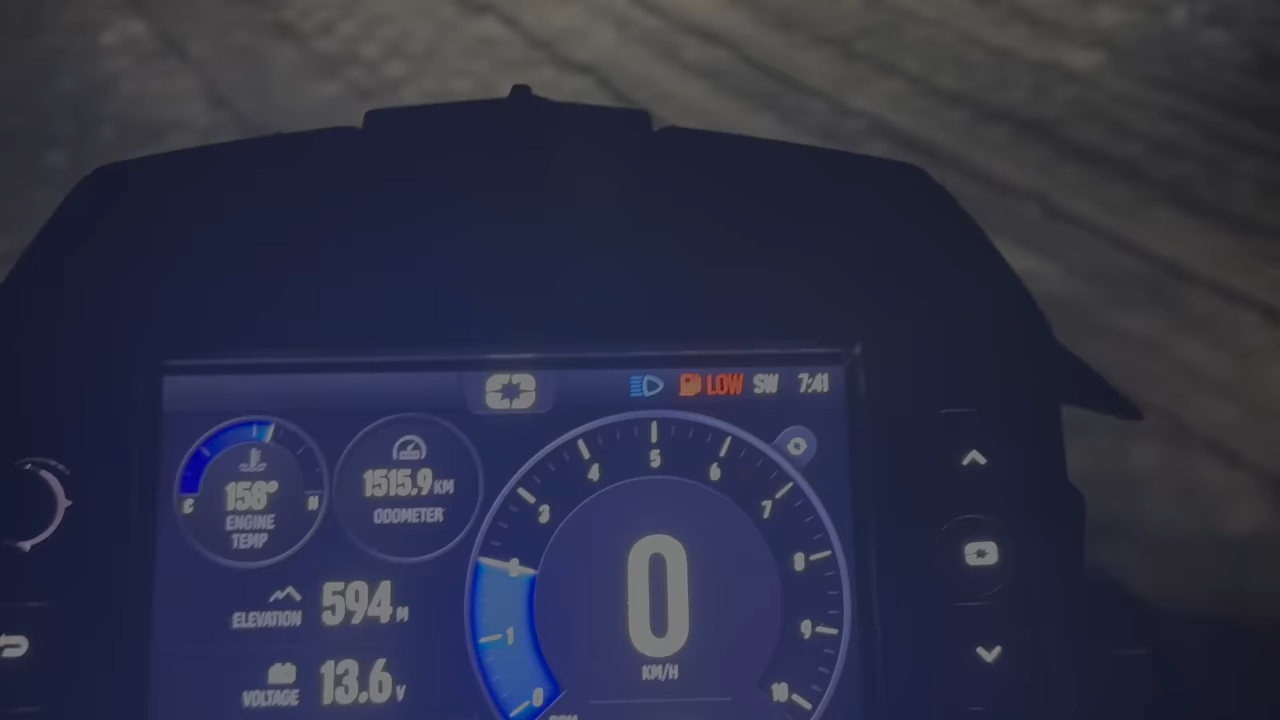 LOW SW 7:41
158°
C N
ENGINE
TEMP
1515.9 KM
ODOMETER
ELEVATION 594 M
VOLTAGE 13.6 V
0 1 2 3 4 5 6 7 8 9 10
0
KM/H